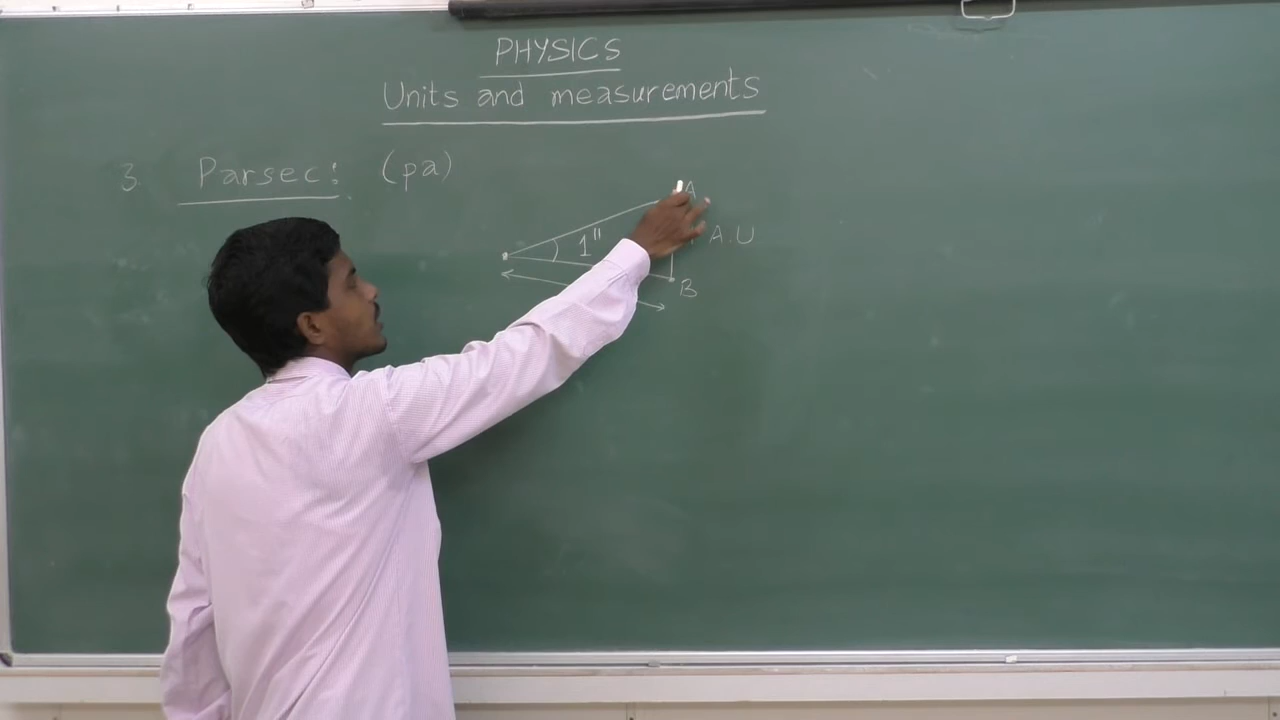 PHYSICS
Units and measurements
3. Parsec: (pa)
A
1" A.U
B